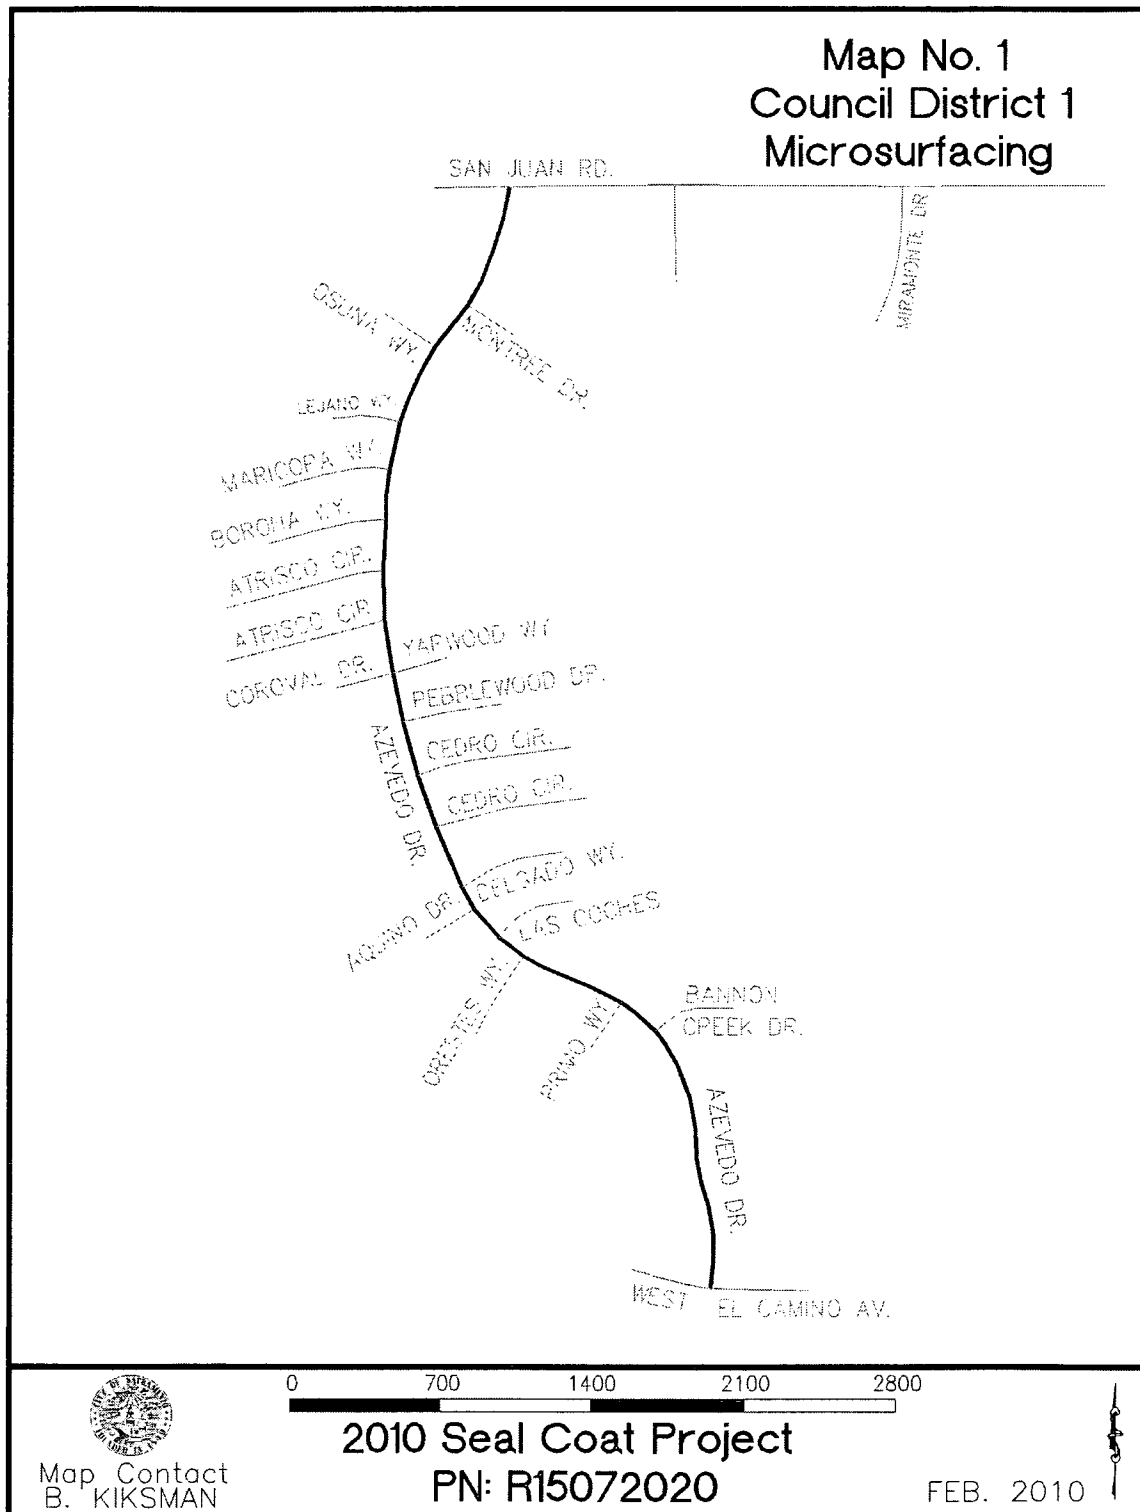 Map No. 1
Council District 1
Microsurfacing
SAN JUAN RD.
MIRAMONTE DR
OSUNA WY.
MONTREE DR.
LEJANO WY.
MARICOPA WY.
WY.
ATRISCO CIR.
ATRISCO CIR
YARWOOD WY
COROVAL DR.
PEBBLEWOOD DR.
AZEVEDO DR.
CEDRO CIR.
CEDRO CIR.
DELGADO WY.
AQUINO DR.
LAS COCHES
ORESTES WY.
PRIMO WY
BANNON
CREEK DR.
AZEVEDO DR.
WEST EL CAMINO AV.
0 700 1400 2100 2800
2010 Seal Coat Project
PN: R15072020
Map Contact
B. KIKSMAN
FEB. 2010